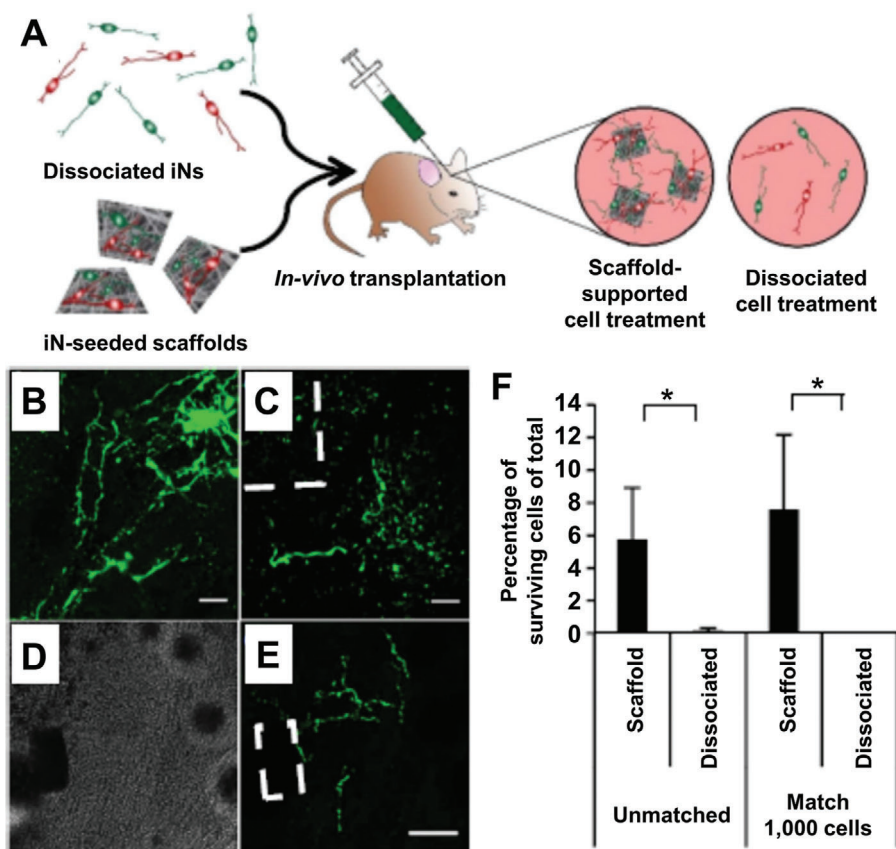 A
Dissociated iNs
iN-seeded scaffolds
In-vivo transplantation
Scaffold-
supported
cell treatment
Dissociated
cell treatment
B
C
D
E
F
Percentage of
surviving cells of total
14
12
10
8
6
4
2
0
*
*
Scaffold
Dissociated
Scaffold
Dissociated
Unmatched
Match
1,000 cells